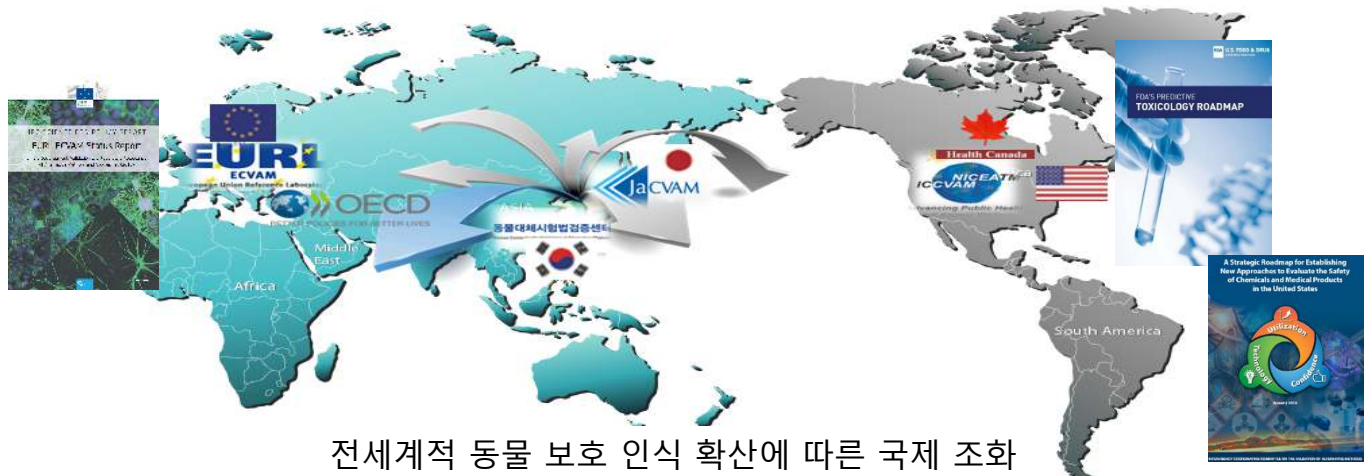 FDA U.S. FOOD & DRUG
FDA'S PREDICTIVE
TOXICOLOGY ROADMAP
EURL ECVAM Status Report
EURL
ECVAM
European Union Reference
OECD
BETTER POLICIES FOR BETTER LIVES
JaCVAM
ASIA
동물대체시험법검증센터
Health Canada
NICEATM
ICCVAM
Advancing Public Heal
Middle
East
Africa
South America
A Strategic Roadmap for Establishing
New Approaches to Evaluate the Safety
of Chemicals and Medical Products
in the United States
Utilization
Technology
Confidence
전세계적 동물 보호 인식 확산에 따른 국제 조화